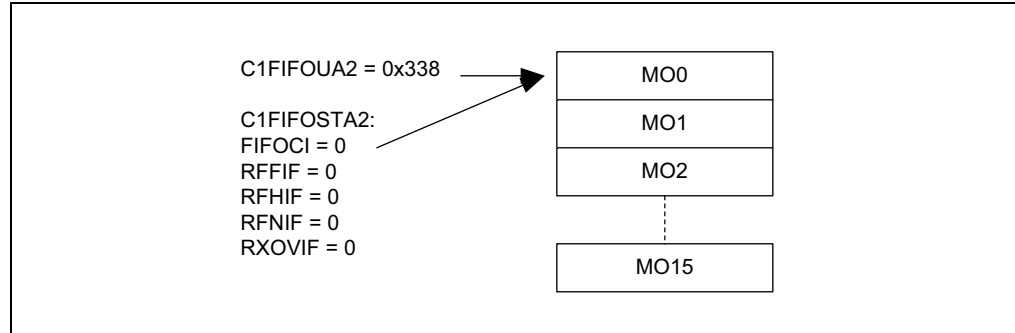 C1FIFOUA2 = 0x338
C1FIFOSTA2:
FIFOCI = 0
RFFIF = 0
RFHIF = 0
RFNIF = 0
RXOVIF = 0
MO0
MO1
MO2
MO15